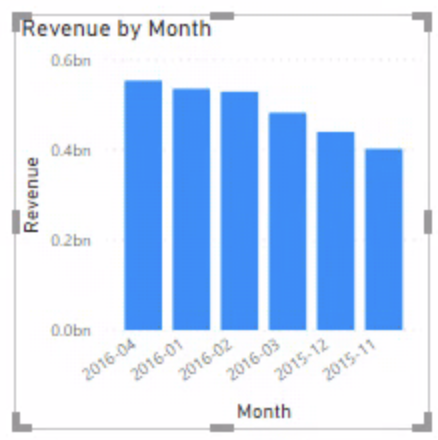 Revenue by Month
0.6bn
0.4bn
0.2bn
0.0bn
Revenue
2016-04
2016-01
2016-02
2016-03
2015-12
2015-11
Month